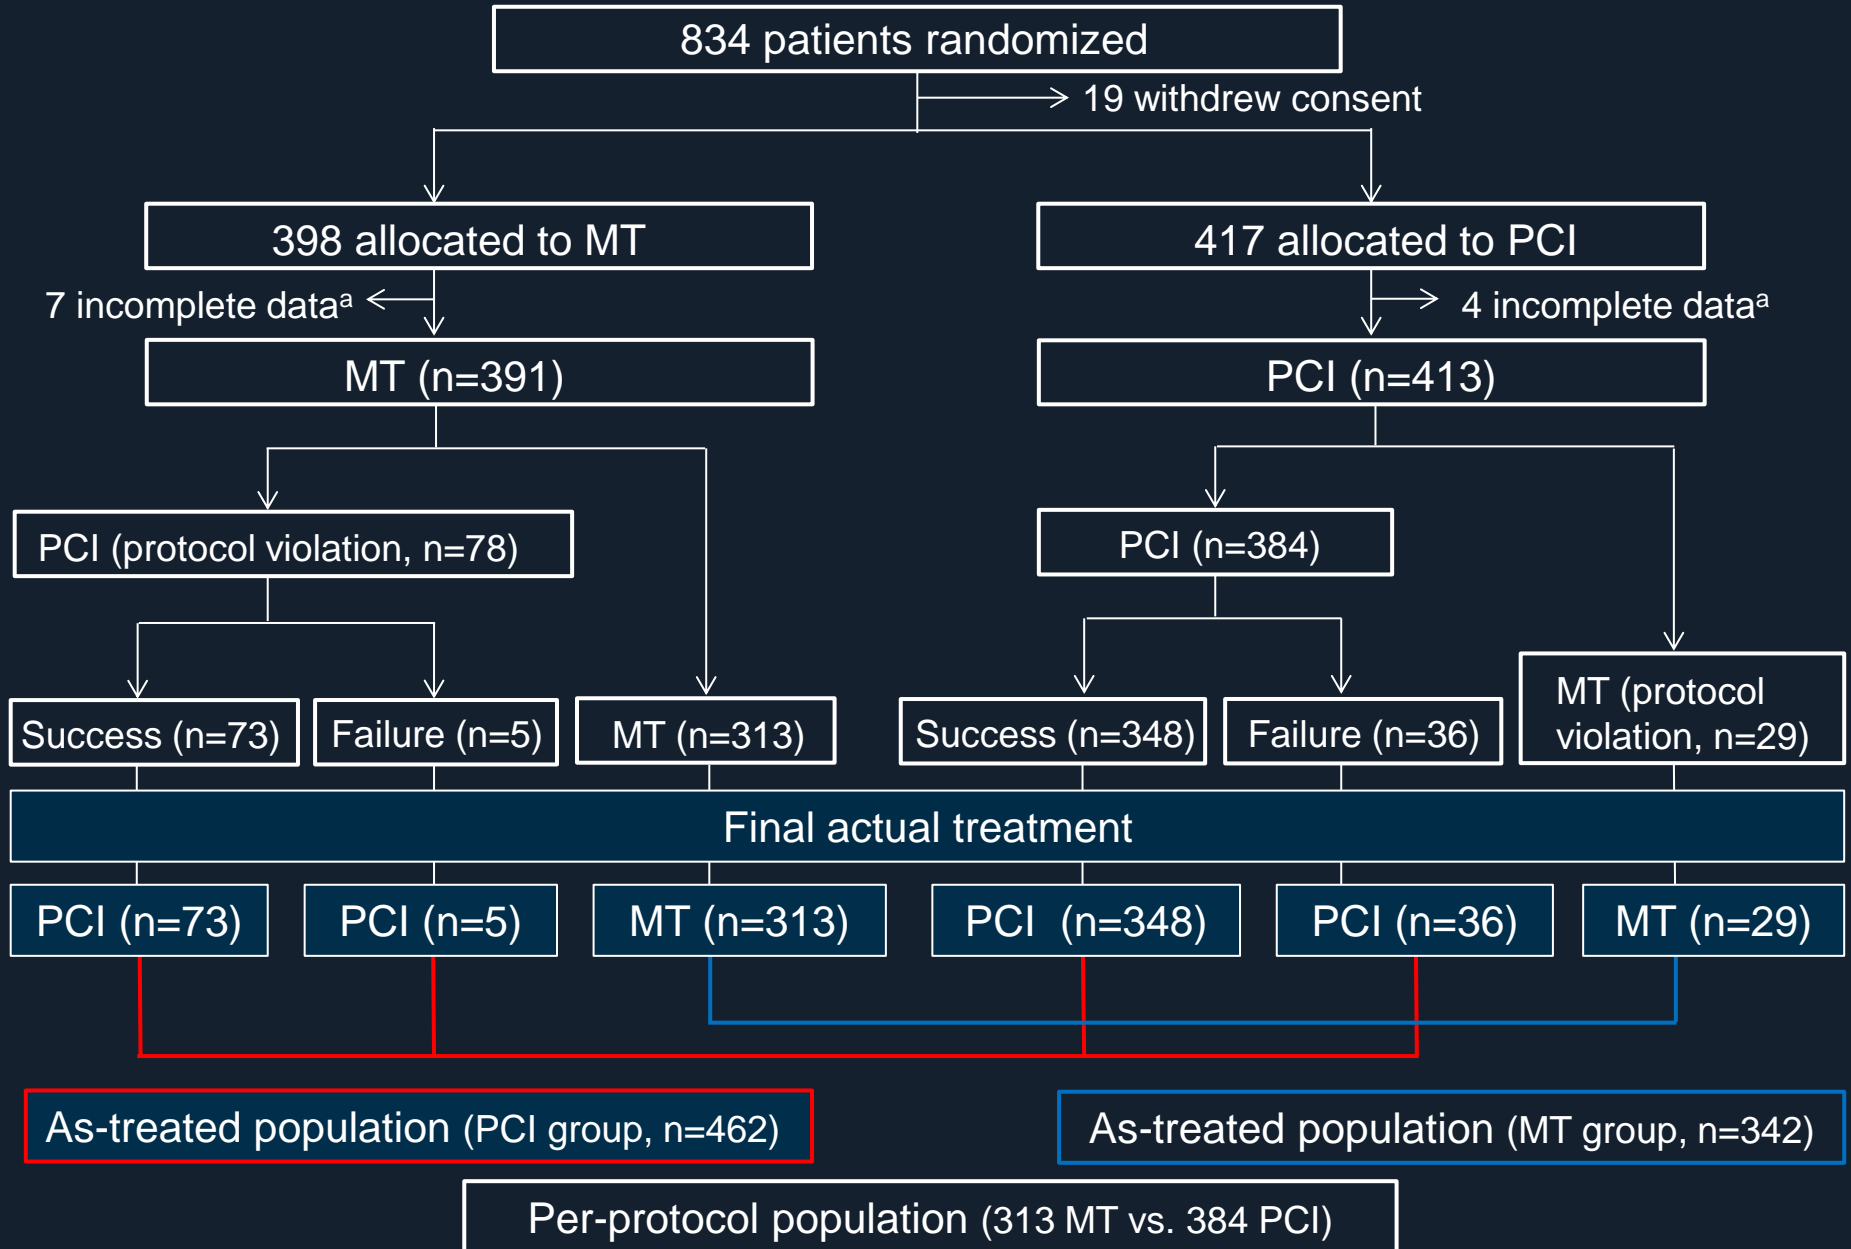 834 patients randomized
19 withdrew consent
398 allocated to MT
417 allocated to PCI
7 incomplete dataᵃ
4 incomplete dataᵃ
MT (n=391)
PCI (n=413)
PCI (protocol violation, n=78)
PCI (n=384)
Success (n=73)
Failure (n=5)
MT (n=313)
Success (n=348)
Failure (n=36)
MT (protocol
violation, n=29)
Final actual treatment
PCI (n=73)
PCI (n=5)
MT (n=313)
PCI (n=348)
PCI (n=36)
MT (n=29)
As-treated population (PCI group, n=462)
As-treated population (MT group, n=342)
Per-protocol population (313 MT vs. 384 PCI)